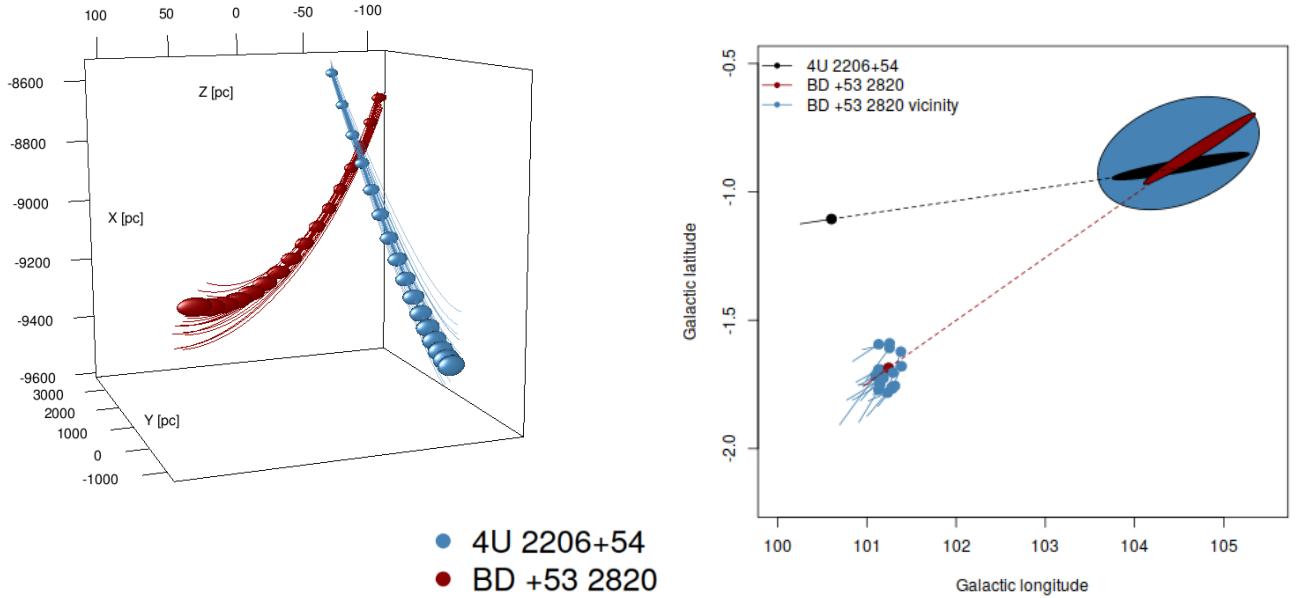 100 50 0 -50 -100
Z [pc]
-8600
-8800
-9000
X [pc]
-9200
-9400
-9600
3000
2000
Y [pc]
1000
0
-1000
4U 2206+54
BD +53 2820
4U 2206+54
BD +53 2820
BD +53 2820 vicinity
-0.5
-1.0
-1.5
-2.0
Galactic latitude
100 101 102 103 104 105
Galactic longitude